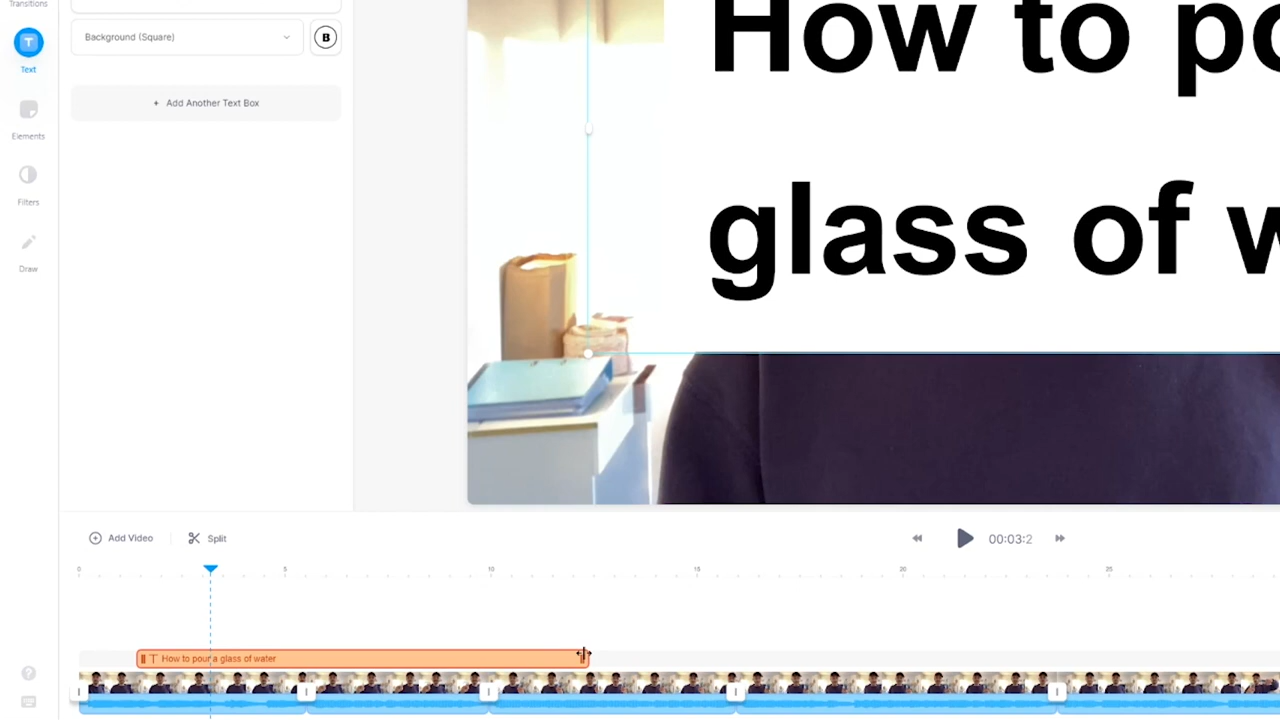 Transitions
Background (Square)
B
Text
+ Add Another Text Box
Elements
Filters
Draw
How to po
glass of w
Add Video
Split
00:03:2
0
5
10
15
20
25
How to pour a glass of water